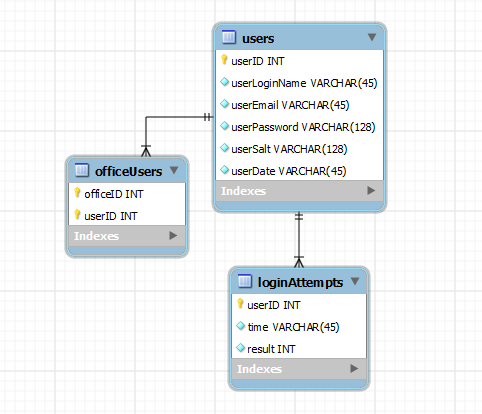 users
userID INT
userLoginName VARCHAR(45)
userEmail VARCHAR(45)
userPassword VARCHAR(128)
userSalt VARCHAR(128)
userDate VARCHAR(45)
Indexes
officeUsers
officeID INT
userID INT
Indexes
loginAttempts
userID INT
time VARCHAR(45)
result INT
Indexes